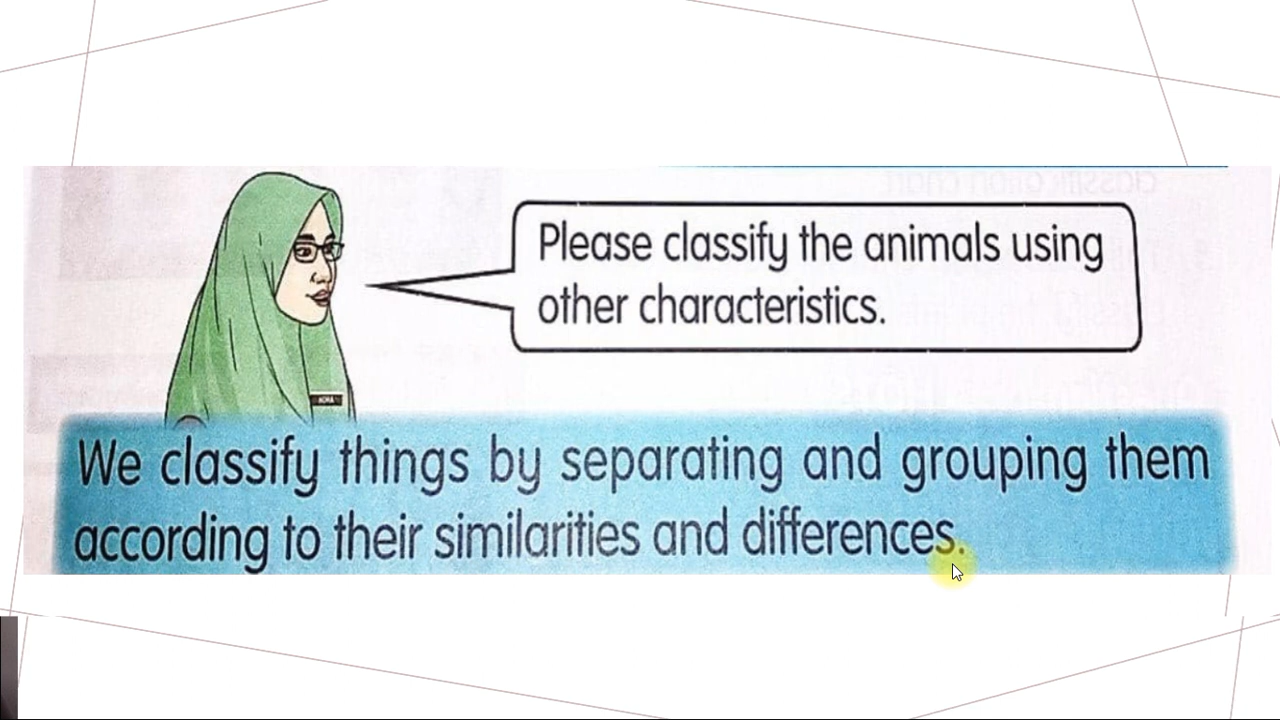 Please classify the animals using
other characteristics.
We classify things by separating and grouping them
according to their similarities and differences.